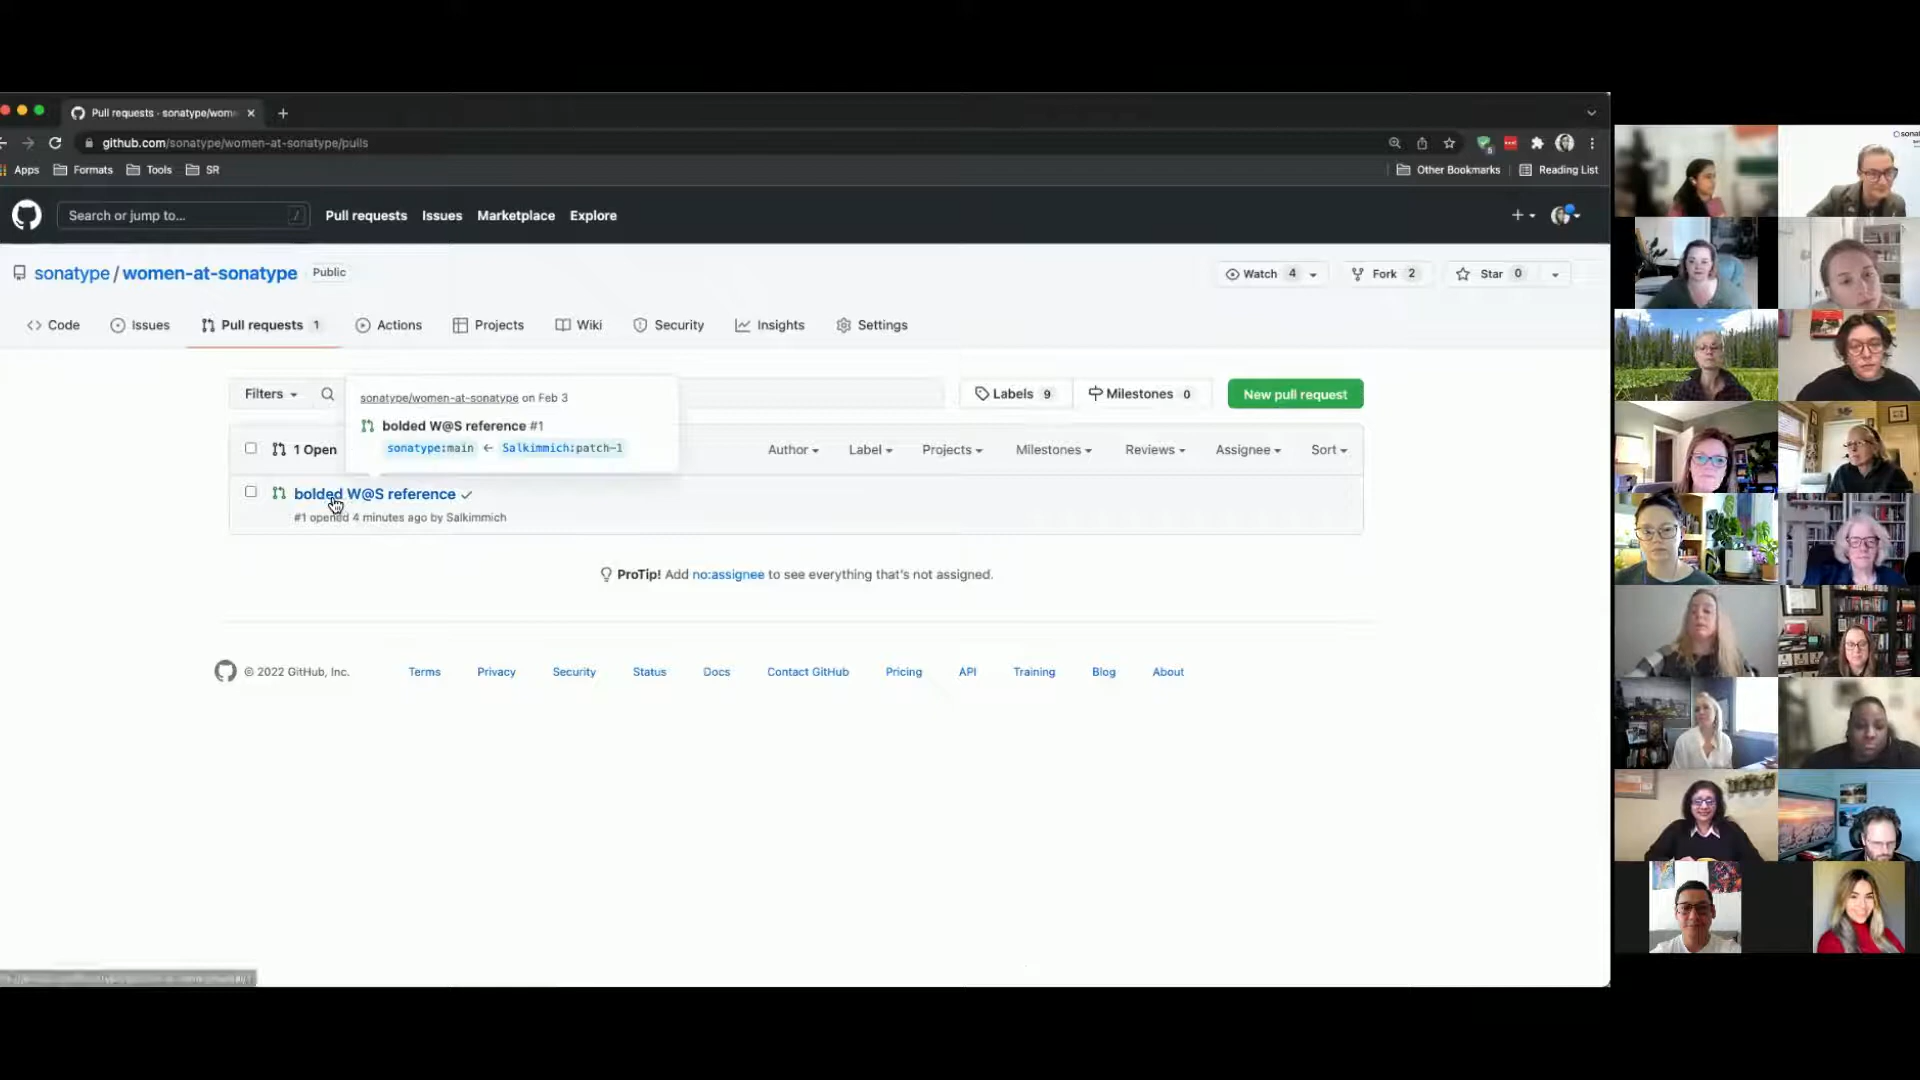 Pull requests · sonatype/wom
github.com/sonatype/women-at-sonatype/pulls
Apps Formats Tools SR Other Bookmarks Reading List
Search or jump to... / Pull requests Issues Marketplace Explore
sonatype / women-at-sonatype Public Watch 4 Fork 2 Star 0
Code Issues Pull requests 1 Actions Projects Wiki Security Insights Settings
Filters Labels 9 Milestones 0 New pull request
sonatype/women-at-sonatype on Feb 3
bolded W@S reference #1
sonatype:main ← Salkimmich:patch-1
1 Open Author Label Projects Milestones Reviews Assignee Sort
bolded W@S reference
#1 opened 4 minutes ago by Salkimmich
ProTip! Add no:assignee to see everything that's not assigned.
© 2022 GitHub, Inc. Terms Privacy Security Status Docs Contact GitHub Pricing API Training Blog About